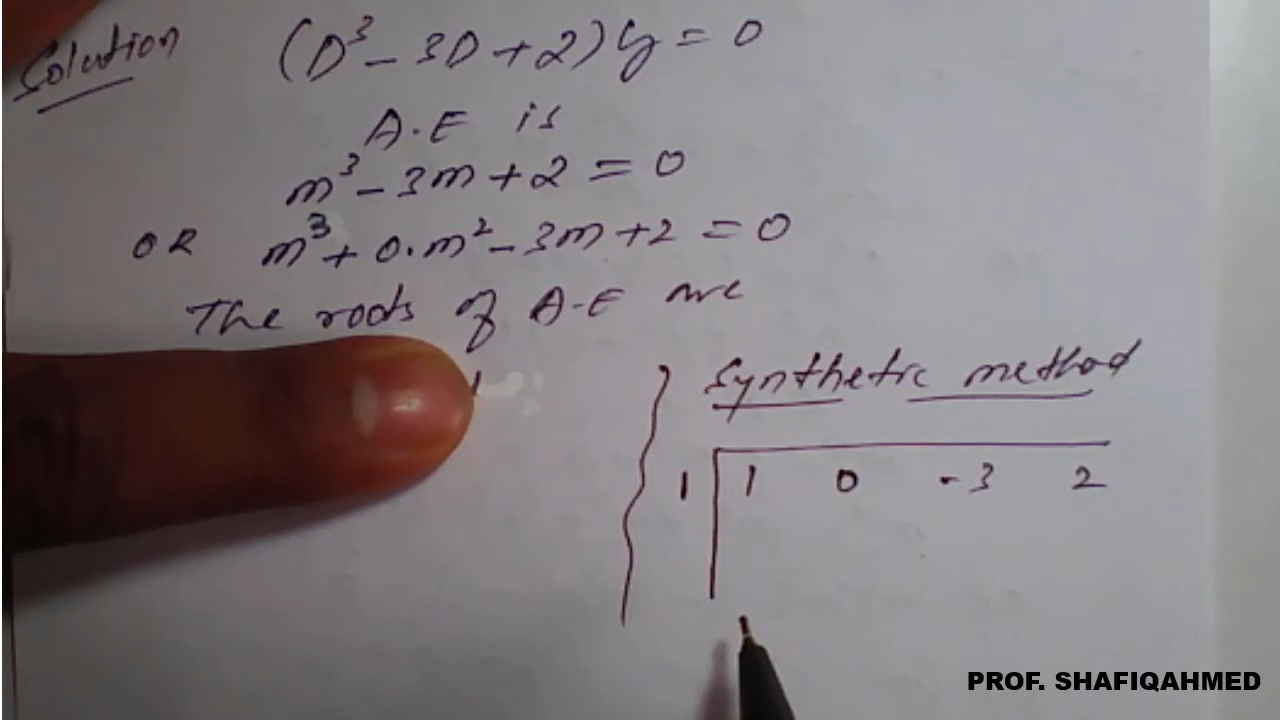 Solution (D³ - 3D + 2) y = 0
A.E is
m³ - 3m + 2 = 0
OR m³ + 0.m² - 3m + 2 = 0
The roots of A-E are
Synthetic method
1 1 0 -3 2
PROF. SHAFIQAHMED